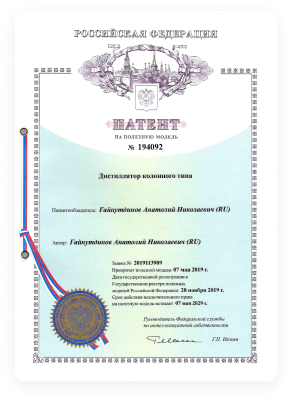 РОССИЙСКАЯ ФЕДЕРАЦИЯ
ПАТЕНТ
НА ПОЛЕЗНУЮ МОДЕЛЬ
№ 194092
Дистиллятор колонного типа
Патентообладатель: Гайнутдинов Анатолий Николаевич (RU)
Автор: Гайнутдинов Анатолий Николаевич (RU)
Заявка № 2019113909
Приоритет полезной модели 07 мая 2019 г.
Дата государственной регистрации в
Государственном реестре полезных
моделей Российской Федерации 28 ноября 2019 г.
Срок действия исключительного права
на полезную модель истекает 07 мая 2029 г.
Руководитель Федеральной службы
по интеллектуальной собственности
Г.П. Ивлиев